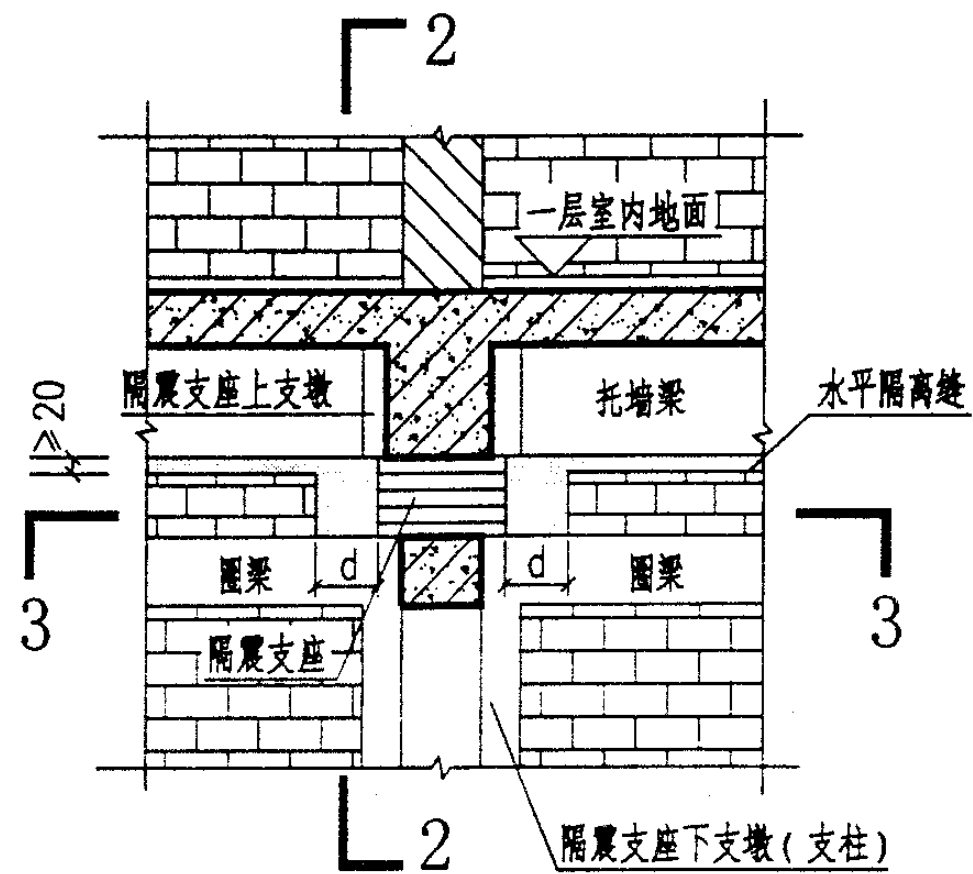 2
一层室内地面
隔震支座上支墩
托墙梁
水平隔离缝
≥20
3
圈梁
d
d
圈梁
3
隔震支座
2
隔震支座下支墩(支柱)